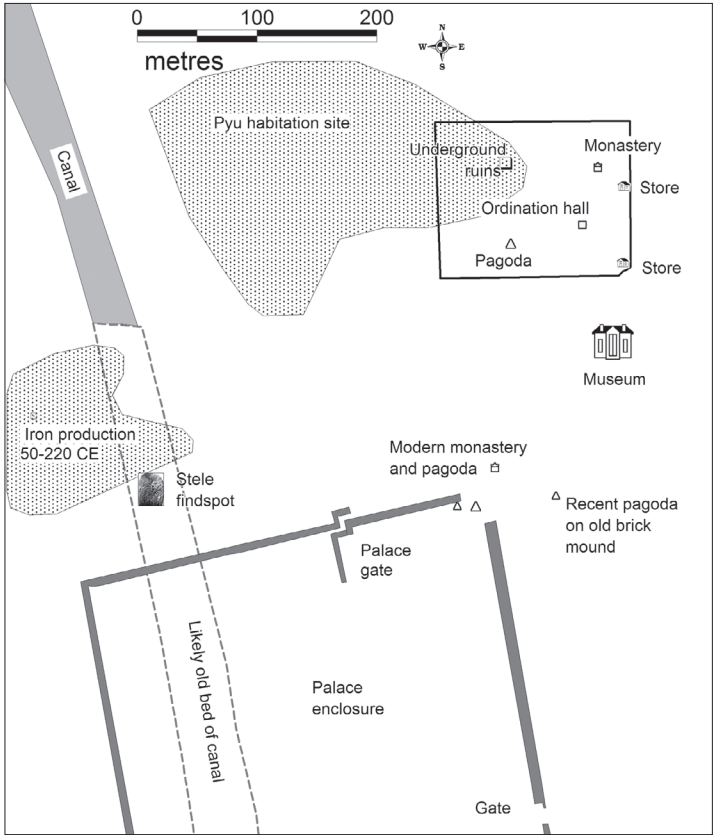 0 100 200
metres
N
W E
S
Canal
Pyu habitation site
Underground
ruins
Monastery
Store
Ordination hall
Pagoda
Store
Museum
Iron production
50-220 CE
Stele
findspot
Modern monastery
and pagoda
Recent pagoda
on old brick
mound
Palace
gate
Likely old bed of canal
Palace
enclosure
Gate